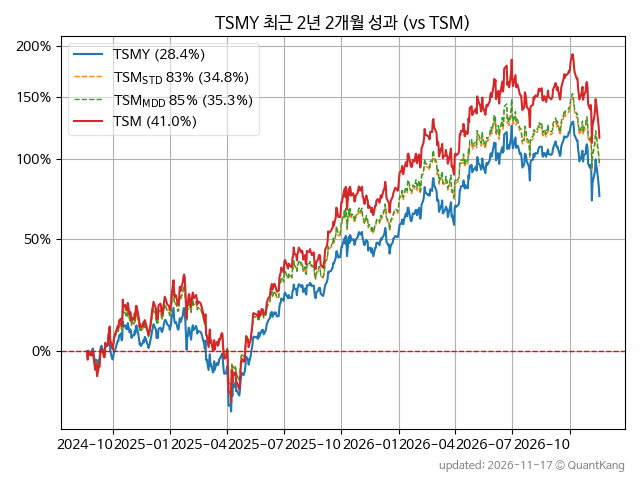 TSMY 최근 2년 2개월 성과 (vs TSM)
200%
150%
100%
50%
0%
TSMY (28.4%)
TSM_STD 83% (34.8%)
TSM_MDD 85% (35.3%)
TSM (41.0%)
2024-10 2025-01 2025-04 2025-07 2025-10 2026-01 2026-04 2026-07 2026-10
updated: 2026-11-17 © QuantKang